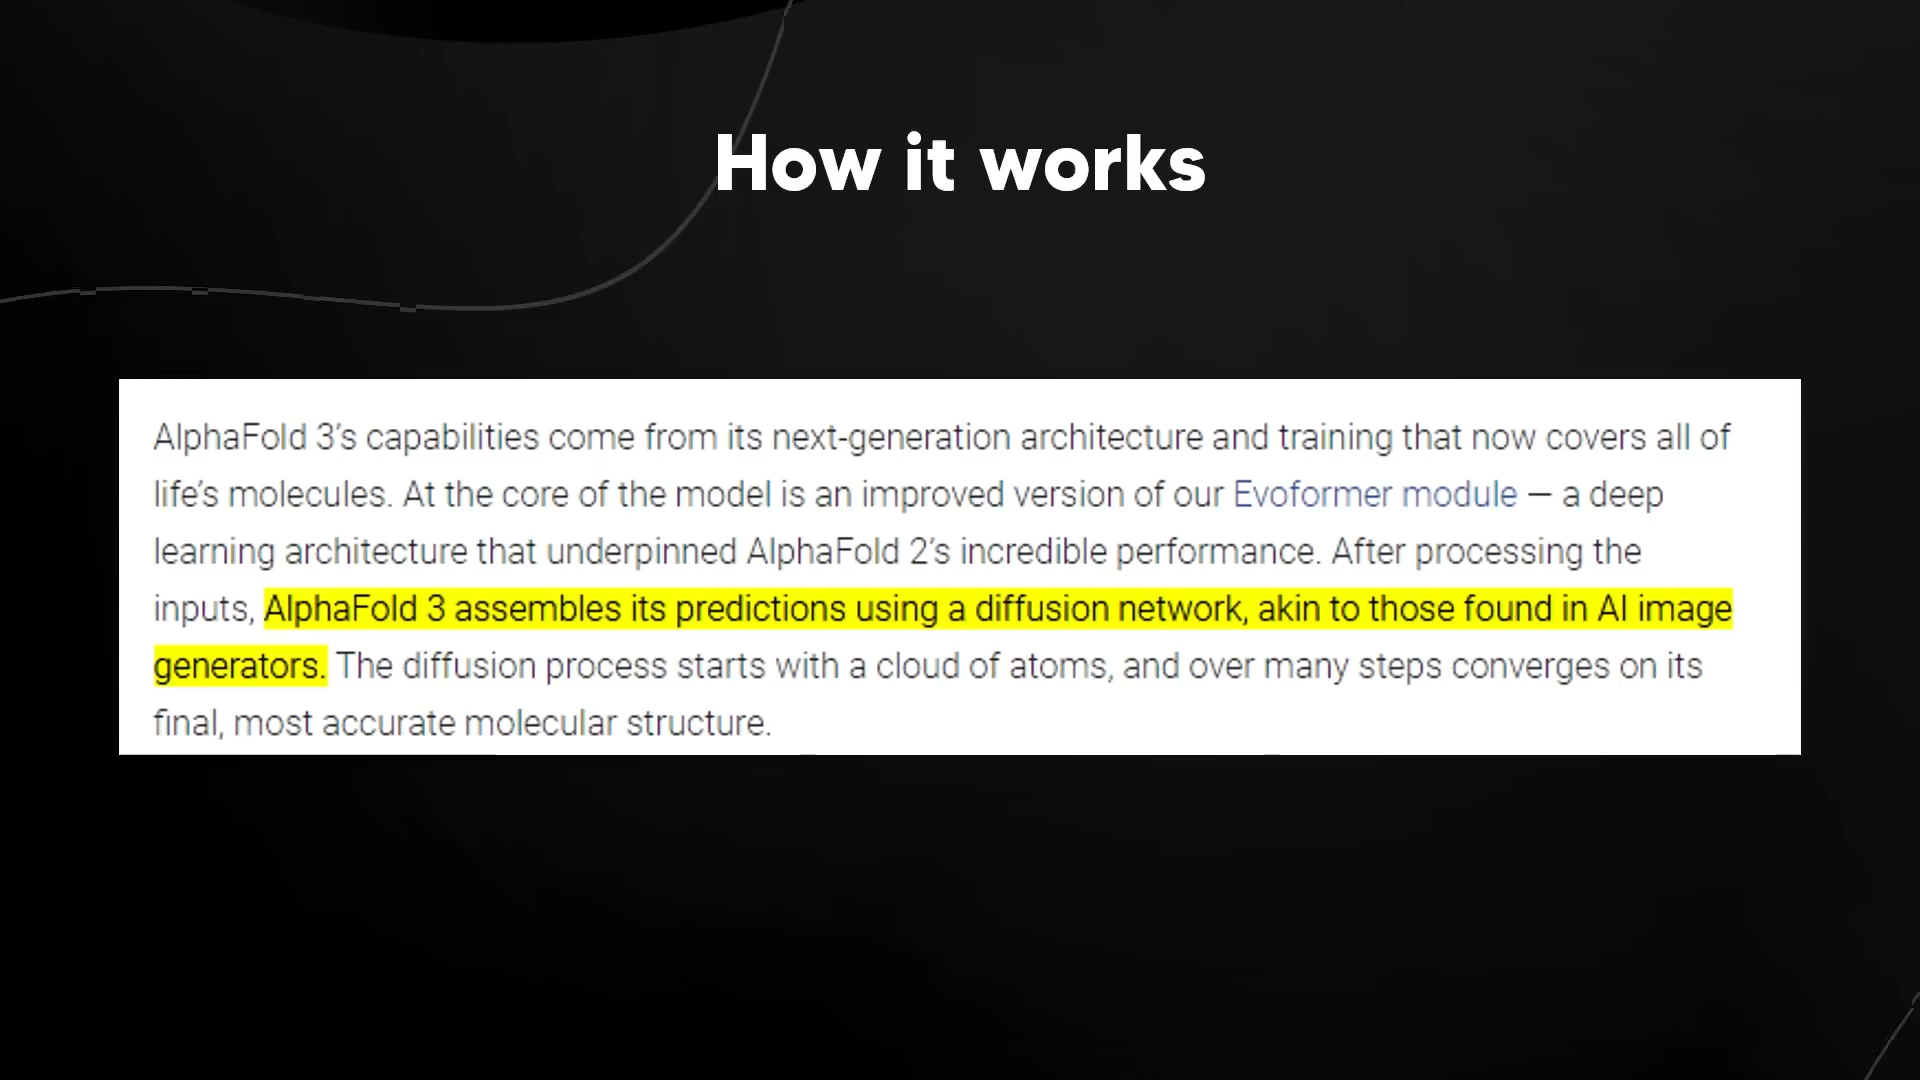 How it works
AlphaFold 3’s capabilities come from its next-generation architecture and training that now covers all of
life’s molecules. At the core of the model is an improved version of our Evoformer module — a deep
learning architecture that underpinned AlphaFold 2’s incredible performance. After processing the
inputs, AlphaFold 3 assembles its predictions using a diffusion network, akin to those found in AI image
generators. The diffusion process starts with a cloud of atoms, and over many steps converges on its
final, most accurate molecular structure.